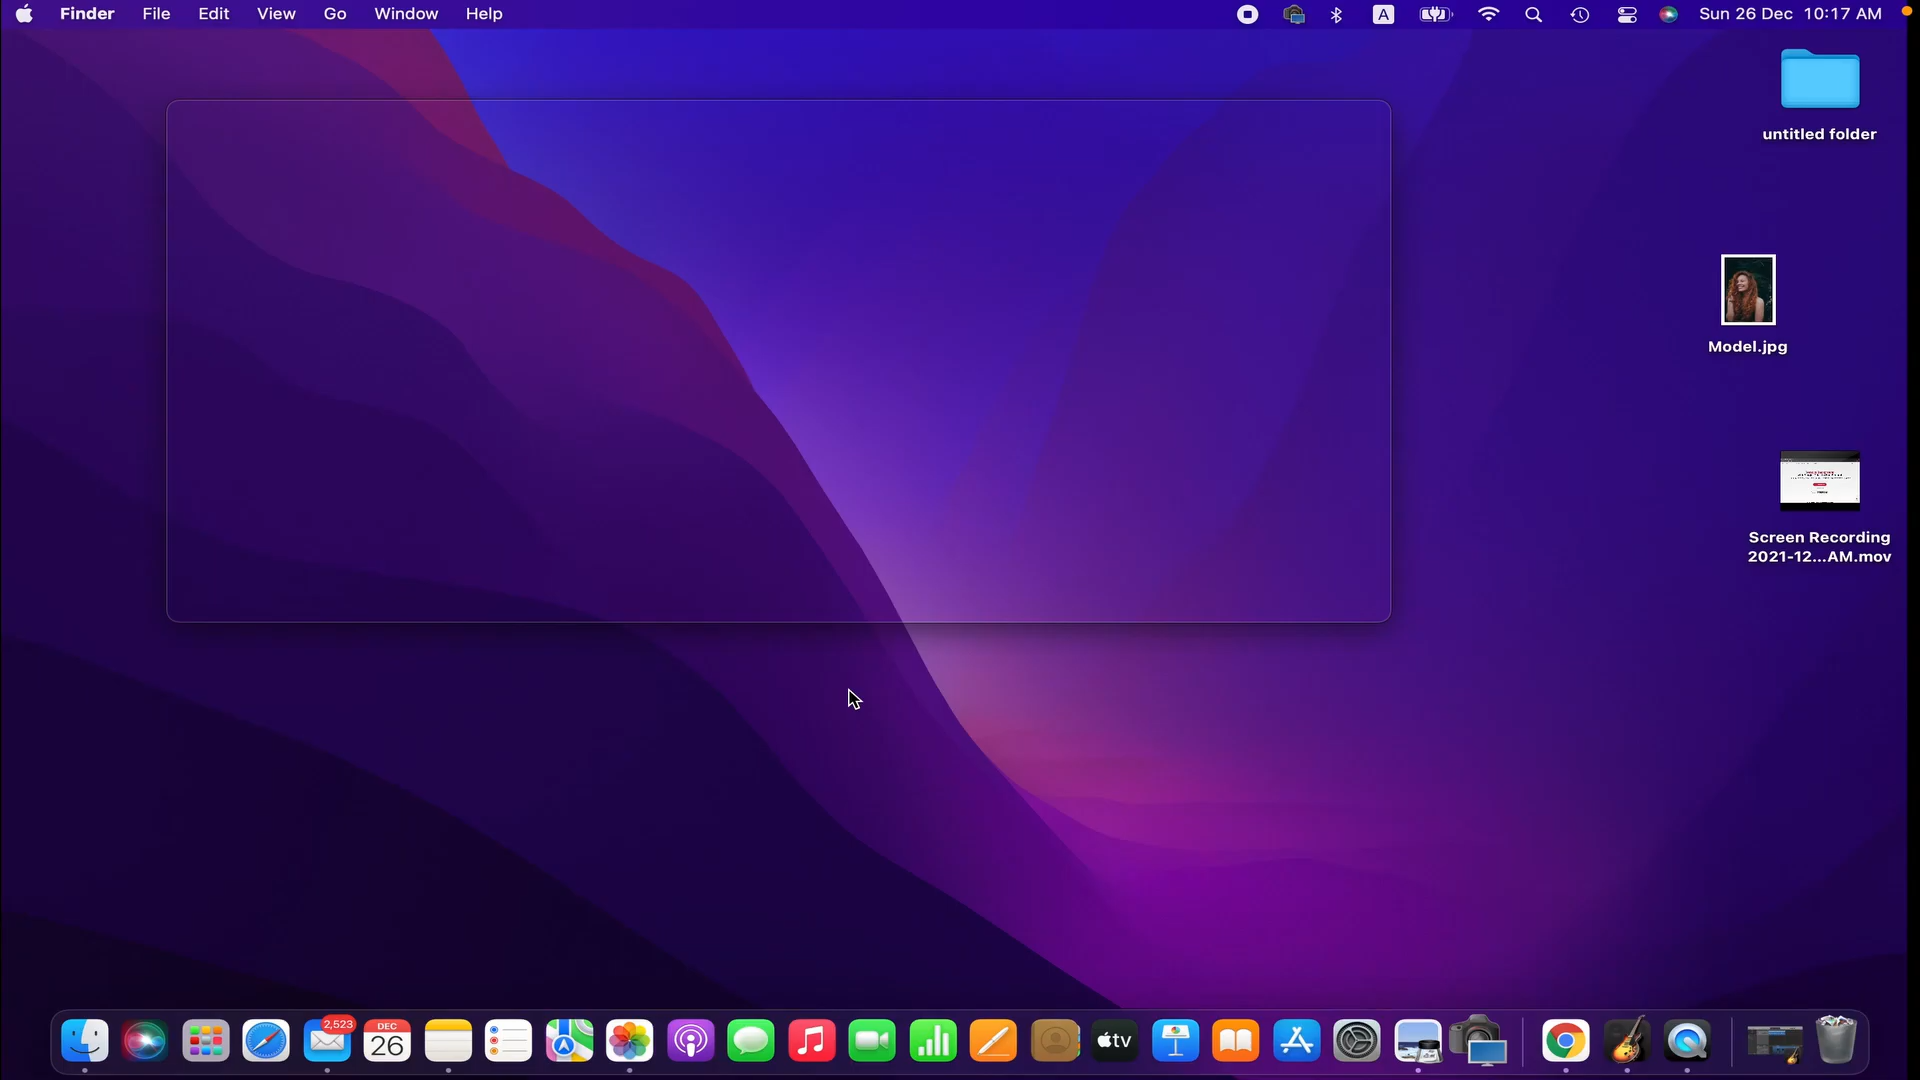 Finder File Edit View Go Window Help A Sun 26 Dec 10:17 AM
untitled folder
Model.jpg
Screen Recording
2021-12...AM.mov
2,523
DEC
26
tv